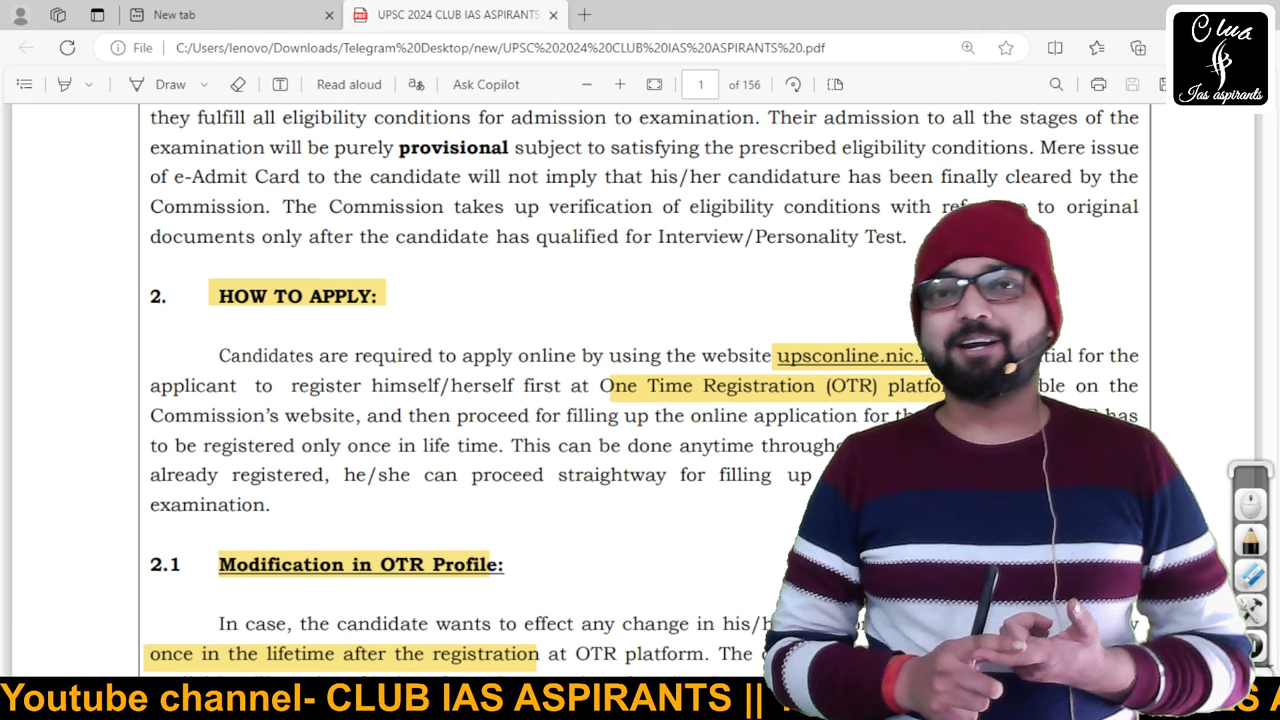 New tab
UPSC 2024 CLUB IAS ASPIRANTS
File C:/Users/lenovo/Downloads/Telegram%20Desktop/new/UPSC%202024%20CLUB%20IAS%20ASPIRANTS%20.pdf
Draw Read aloud Ask Copilot 1 of 156
Clua
Ias aspirants
they fulfill all eligibility conditions for admission to examination. Their admission to all the stages of the
examination will be purely provisional subject to satisfying the prescribed eligibility conditions. Mere issue
of e-Admit Card to the candidate will not imply that his/her candidature has been finally cleared by the
Commission. The Commission takes up verification of eligibility conditions with to original
documents only after the candidate has qualified for Interview/Personality Test.
2. HOW TO APPLY:
Candidates are required to apply online by using the website upsconline.nic. for the
applicant to register himself/herself first at One Time Registration (OTR) on the
Commission's website, and then proceed for filling up the online application for has
to be registered only once in life time. This can be done anytime
already registered, he/she can proceed straightway for filling up
examination.
2.1 Modification in OTR Profile:
In case, the candidate wants to effect any change in
once in the lifetime after the registration at OTR platform. The
Youtube channel- CLUB IAS ASPIRANTS ||